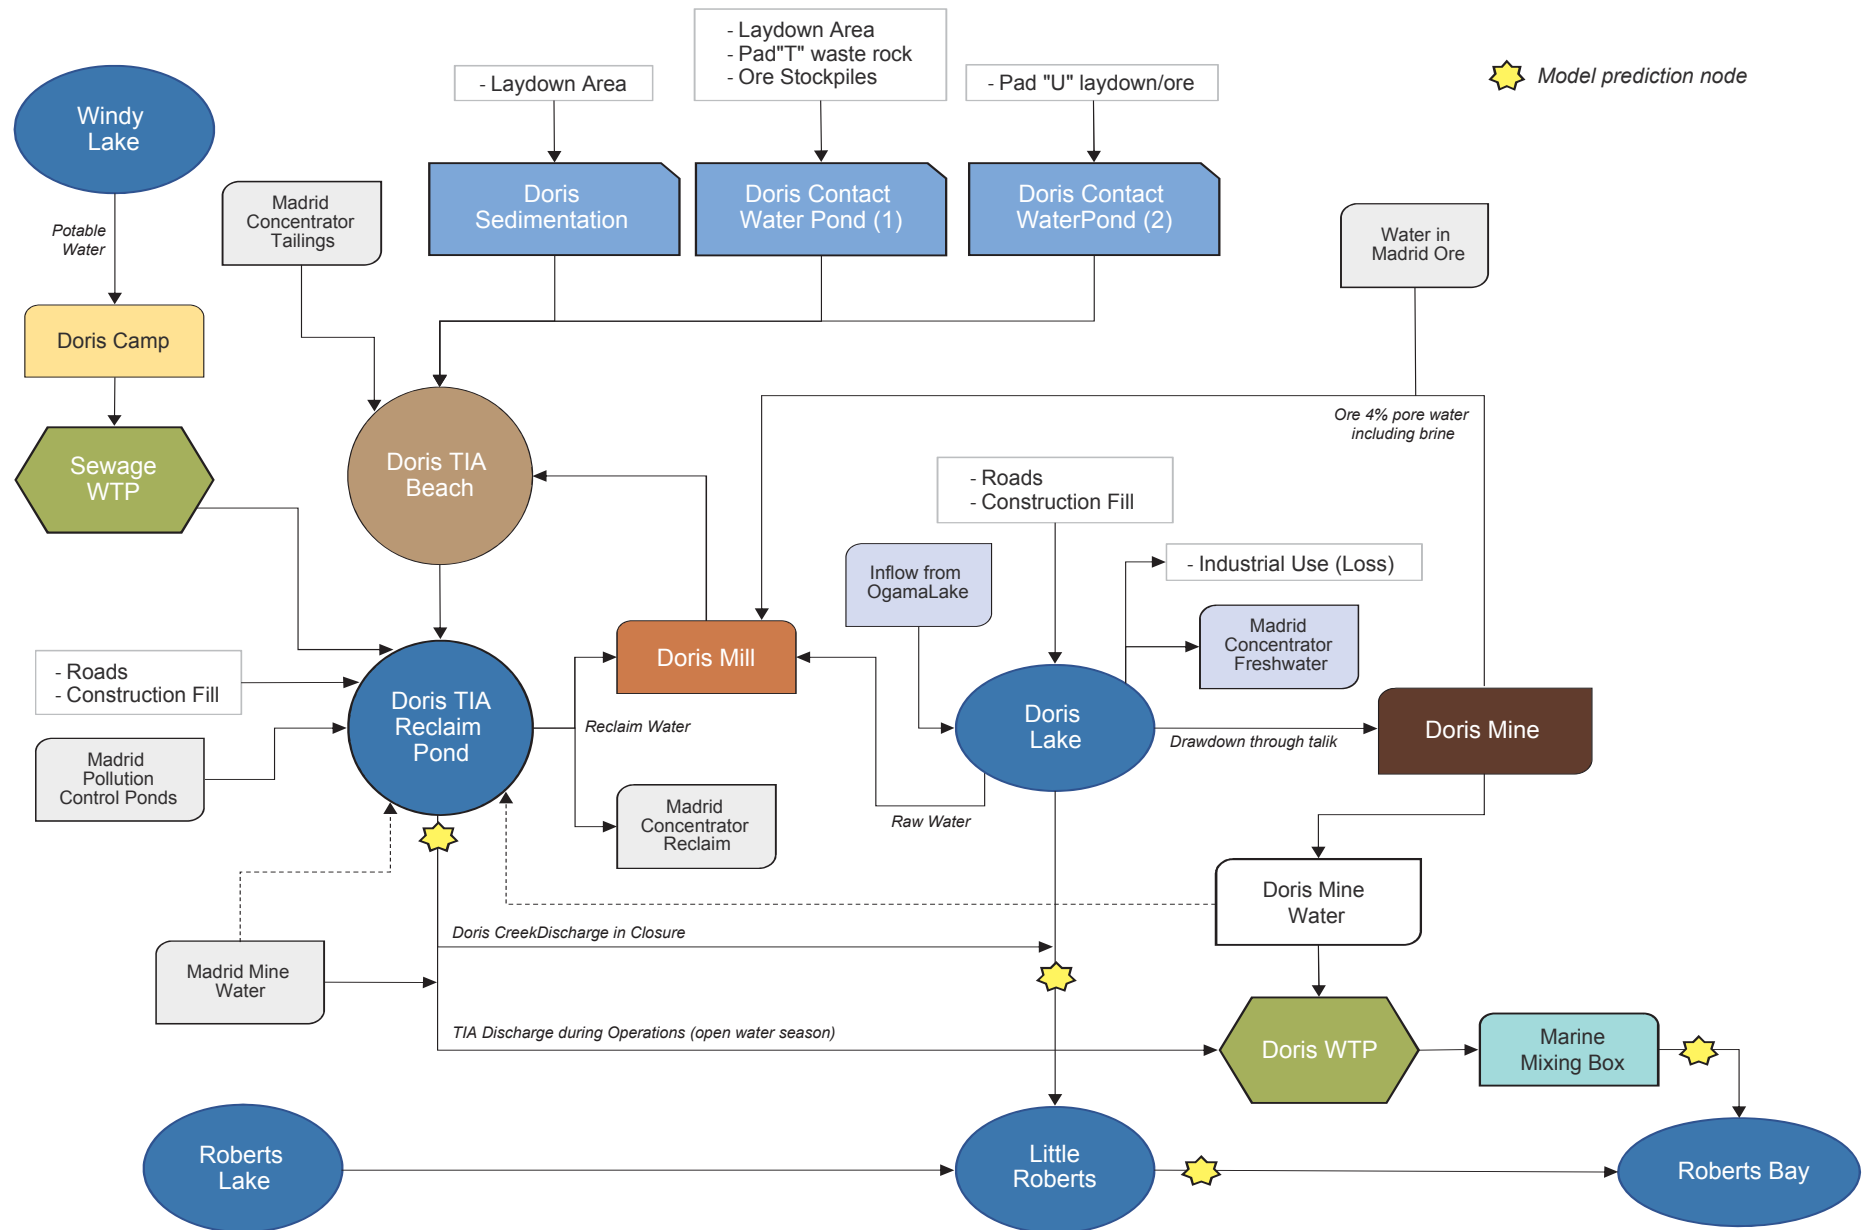 - Laydown Area
- Pad"T" waste rock
- Ore Stockpiles
- Laydown Area
- Pad "U" laydown/ore
Model prediction node
Windy
Lake
Madrid
Concentrator
Tailings
Doris
Sedimentation
Doris Contact
Water Pond (1)
Doris Contact
WaterPond (2)
Water in
Madrid Ore
Potable
Water
Doris Camp
Sewage
WTP
Doris TIA
Beach
Ore 4% pore water
including brine
- Roads
- Construction Fill
Inflow from
OgamaLake
- Industrial Use (Loss)
Madrid
Concentrator
Freshwater
- Roads
- Construction Fill
Doris TIA
Reclaim
Pond
Doris Mill
Reclaim Water
Doris
Lake
Drawdown through talik
Doris Mine
Madrid
Pollution
Control Ponds
Madrid
Concentrator
Reclaim
Raw Water
Doris Mine
Water
Doris CreekDischarge in Closure
Madrid Mine
Water
TIA Discharge during Operations (open water season)
Doris WTP
Marine
Mixing Box
Roberts
Lake
Little
Roberts
Roberts Bay